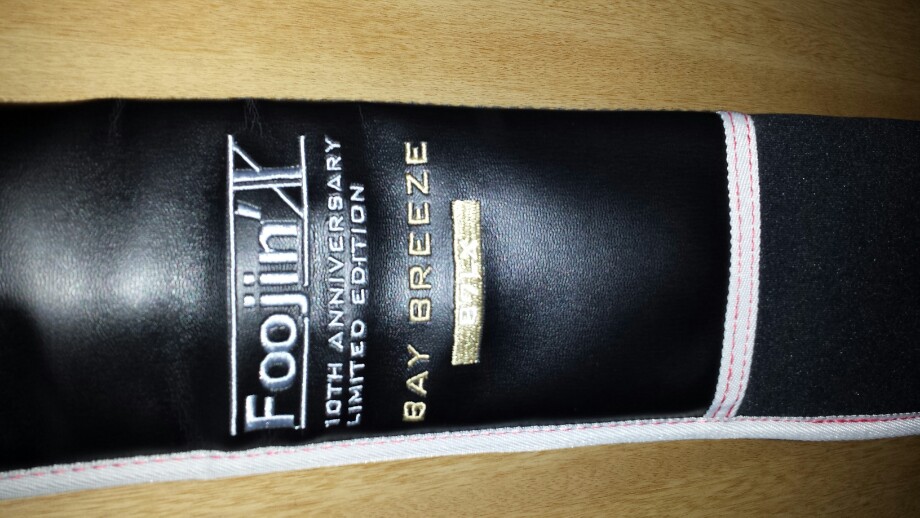 Foojin'X
10TH ANNIVERSARY
LIMITED EDITION
BAY BREEZE